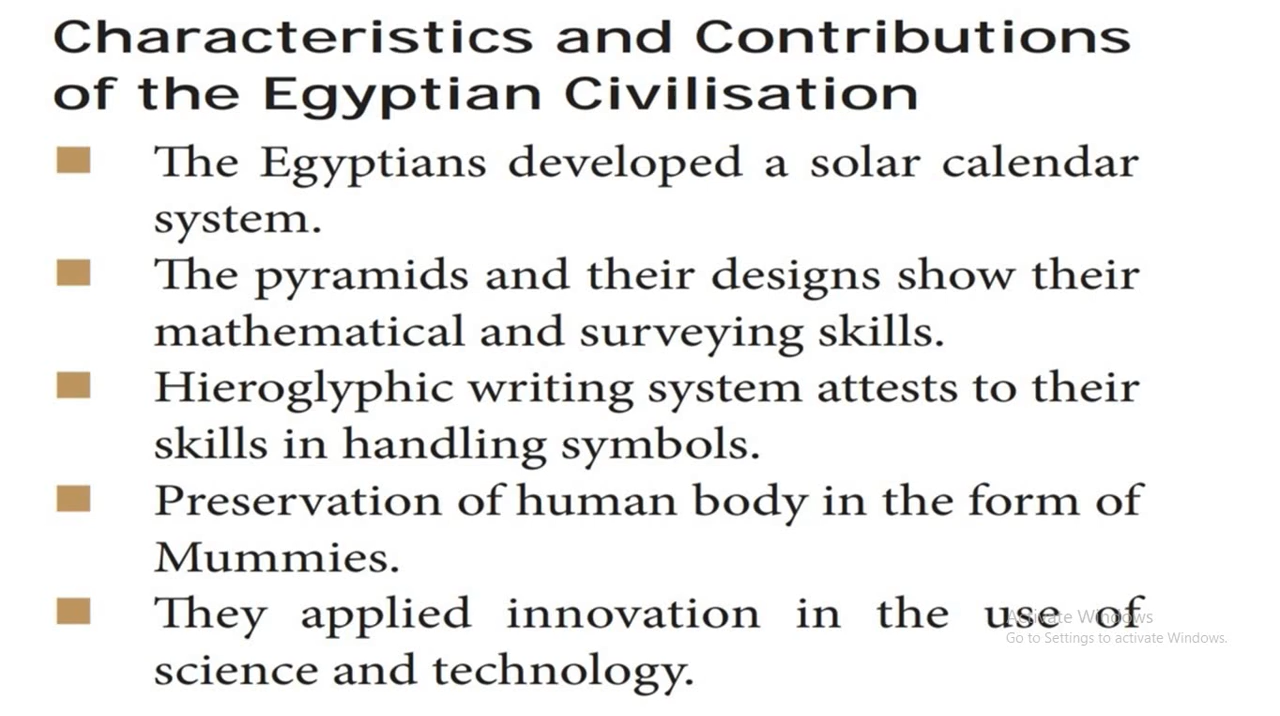 Characteristics and Contributions
of the Egyptian Civilisation
The Egyptians developed a solar calendar
system.
The pyramids and their designs show their
mathematical and surveying skills.
Hieroglyphic writing system attests to their
skills in handling symbols.
Preservation of human body in the form of
Mummies.
They applied innovation in the use of
science and technology.
Activate Windows
Go to Settings to activate Windows.